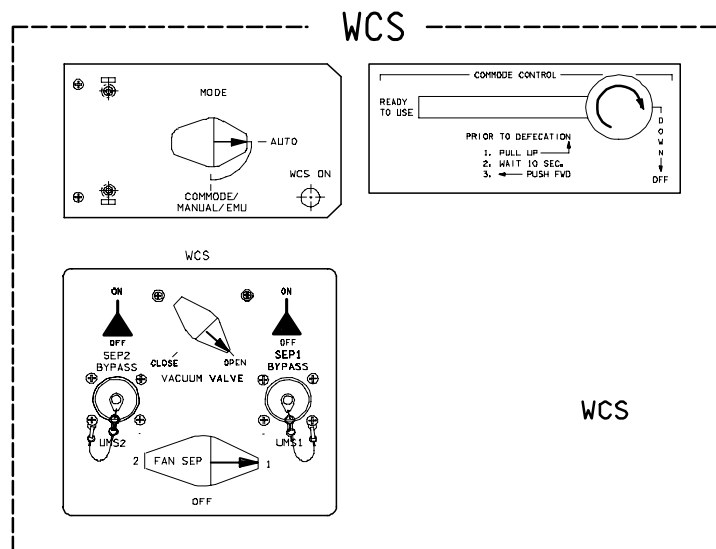 WCS
MODE
AUTO
WCS ON
COMMODE/
MANUAL/EMU
COMMODE CONTROL
READY
TO USE
PRIOR TO DEFECATION
1. PULL UP
2. WAIT 10 SEC.
3. PUSH FWD
DOWN
OFF
WCS
ON
OFF
SEP2
BYPASS
CLOSE
OPEN
VACUUM VALVE
ON
OFF
SEP1
BYPASS
UMS2
UMS1
2
FAN SEP
1
OFF
WCS